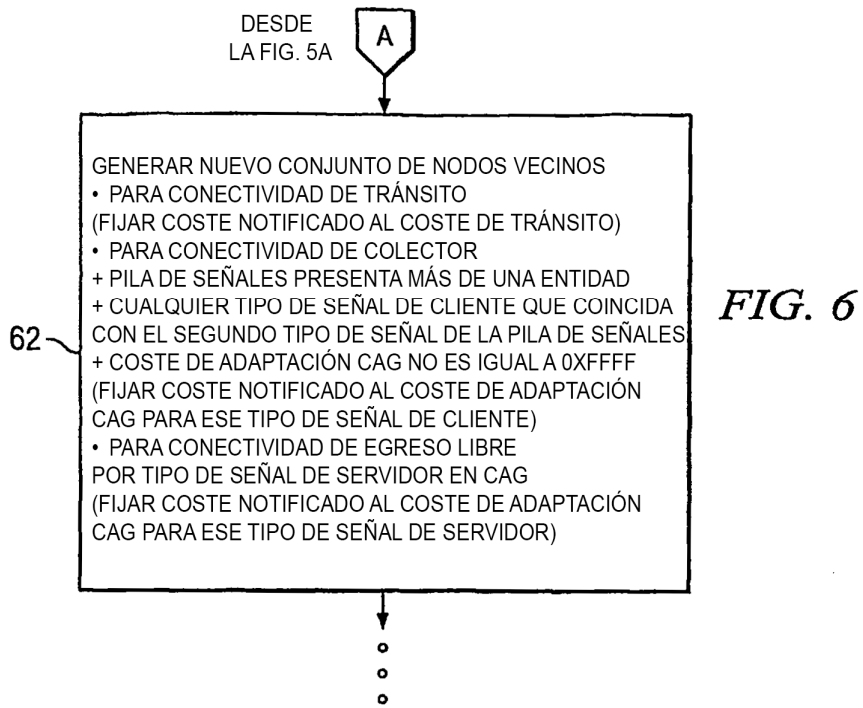 DESDE
LA FIG. 5A
A
GENERAR NUEVO CONJUNTO DE NODOS VECINOS
• PARA CONECTIVIDAD DE TRÁNSITO
(FIJAR COSTE NOTIFICADO AL COSTE DE TRÁNSITO)
• PARA CONECTIVIDAD DE COLECTOR
+ PILA DE SEÑALES PRESENTA MÁS DE UNA ENTIDAD
+ CUALQUIER TIPO DE SEÑAL DE CLIENTE QUE COINCIDA
CON EL SEGUNDO TIPO DE SEÑAL DE LA PILA DE SEÑALES
+ COSTE DE ADAPTACIÓN CAG NO ES IGUAL A 0XFFFF
(FIJAR COSTE NOTIFICADO AL COSTE DE ADAPTACIÓN
CAG PARA ESE TIPO DE SEÑAL DE CLIENTE)
• PARA CONECTIVIDAD DE EGRESO LIBRE
POR TIPO DE SEÑAL DE SERVIDOR EN CAG
(FIJAR COSTE NOTIFICADO AL COSTE DE ADAPTACIÓN
CAG PARA ESE TIPO DE SEÑAL DE SERVIDOR)
62
FIG. 6